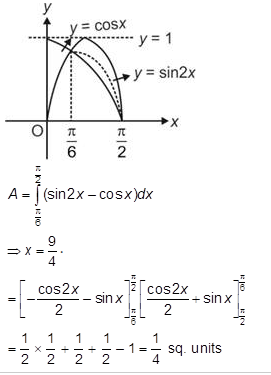 y
y = cosx
y = 1
y = sin2x
O
π/6
π/2
x
A = ∫_{π/6}^{π/2} (sin2x – cosx)dx
⇒ x = 9/4 ·
= [–cos2x/2 – sinx]_{π/6}^{π/2} [cos2x/2 + sinx]_{π/2}^{π/6}
= 1/2 × 1/2 + 1/2 + 1/2 – 1 = 1/4 sq. units